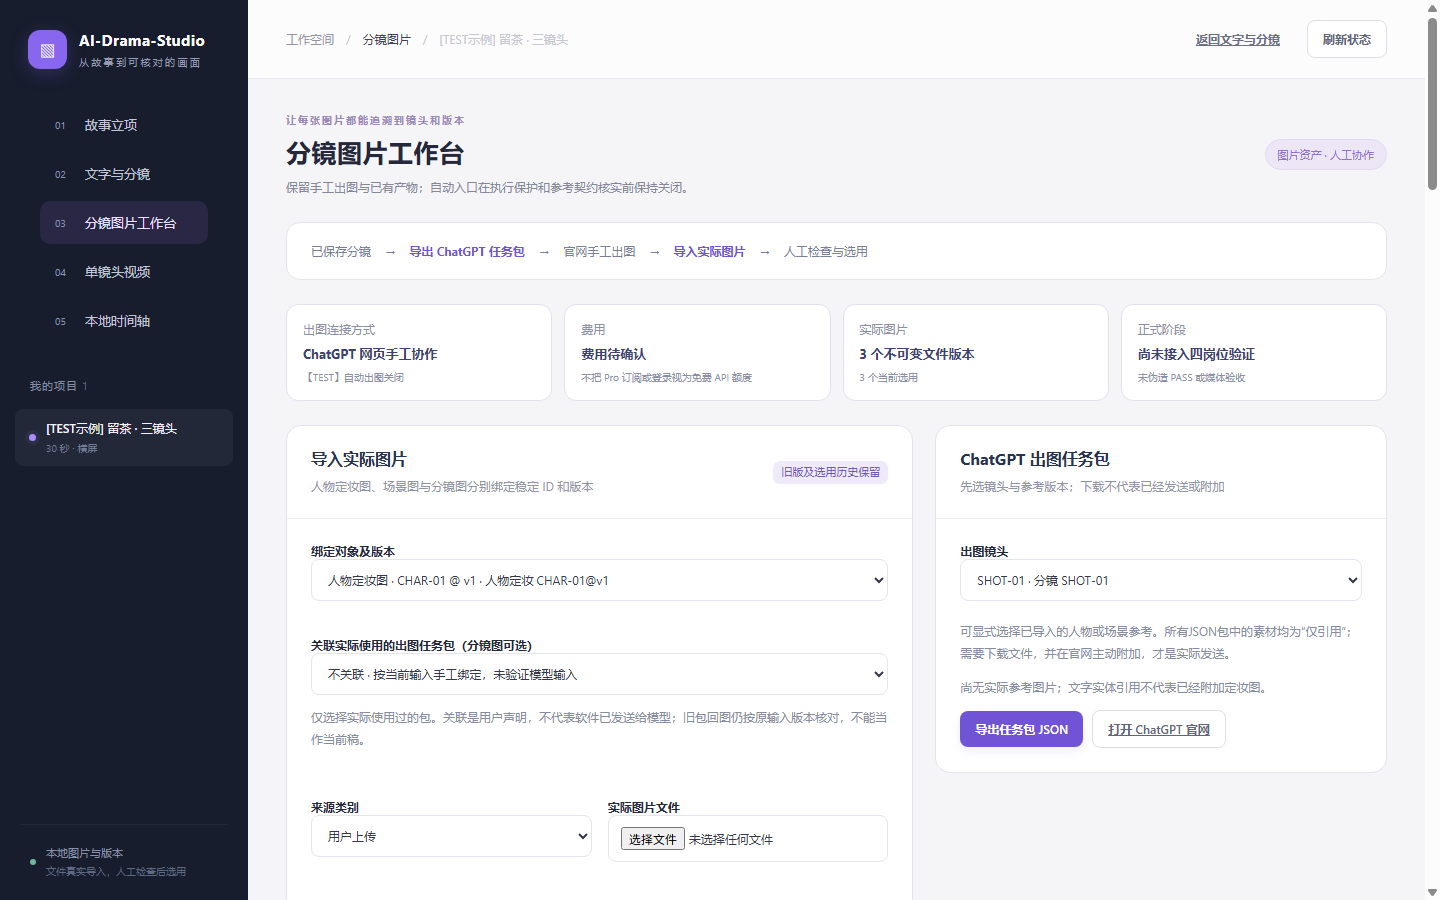 AI-Drama-Studio
从故事到可核对的画面
01 故事立项
02 文字与分镜
03 分镜图片工作台
04 单镜头视频
05 本地时间轴
我的项目 1
[TEST示例] 留茶 · 三镜头
30 秒 · 横屏
本地图片与版本
文件真实导入，人工检查后选用
工作空间 / 分镜图片 / [TEST示例] 留茶 · 三镜头
返回文字与分镜
刷新状态
让每张图片都能追溯到镜头和版本
分镜图片工作台
保留手工出图与已有产物；自动入口在执行保护和参考契约核实前保持关闭。
图片资产 · 人工协作
已保存分镜 → 导出 ChatGPT 任务包 → 官网手工出图 → 导入实际图片 → 人工检查与选用
出图连接方式
ChatGPT 网页手工协作
【TEST】自动出图关闭
费用
费用待确认
不把 Pro 订阅或登录视为免费 API 额度
实际图片
3 个不可变文件版本
3 个当前选用
正式阶段
尚未接入四岗位验证
未伪造 PASS 或媒体验收
导入实际图片
人物定妆图、场景图与分镜图分别绑定稳定 ID 和版本
旧版及选用历史保留
绑定对象及版本
人物定妆图 · CHAR-01 @ v1 · 人物定妆 CHAR-01@v1
关联实际使用的出图任务包（分镜图可选）
不关联 · 按当前输入手工绑定，未验证模型输入
仅选择实际使用过的包。关联是用户声明，不代表软件已发送给模型；旧包回图仍按原输入版本核对，不能当
作当前稿。
来源类别
用户上传
实际图片文件
选择文件 未选择任何文件
ChatGPT 出图任务包
先选镜头与参考版本；下载不代表已经发送或附加
出图镜头
SHOT-01 · 分镜 SHOT-01
可显式选择已导入的人物或场景参考。所有JSON包中的素材均为“仅引用”；
需要下载文件，并在官网主动附加，才是实际发送。
尚无实际参考图片；文字实体引用不代表已经附加定妆图。
导出任务包 JSON
打开 ChatGPT 官网